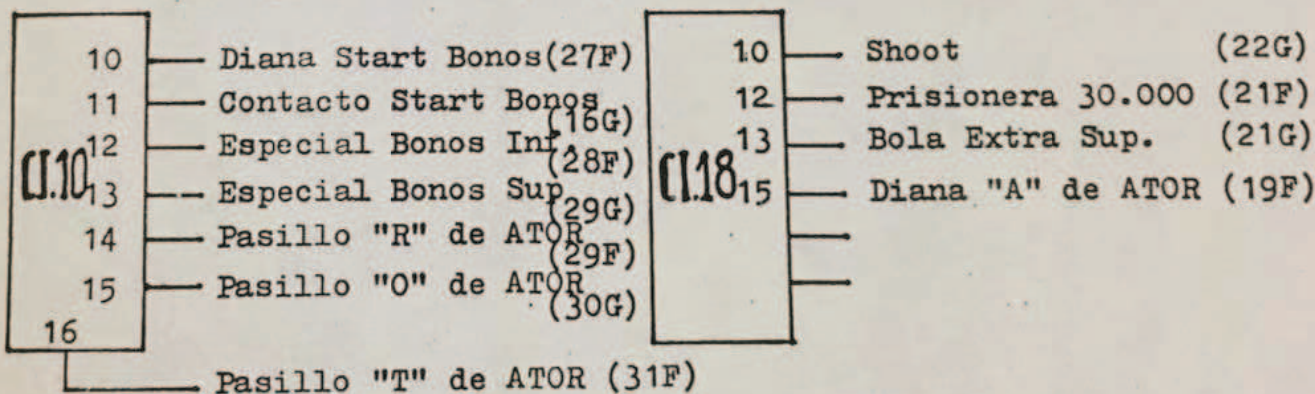 CI.10
10 Diana Start Bonos(27F)
11 Contacto Start Bonos
(16G)
12 Especial Bonos Inf.
(28F)
13 Especial Bonos Sup
(29G)
14 Pasillo "R" de ATOR
(29F)
15 Pasillo "O" de ATOR
(30G)
16 Pasillo "T" de ATOR (31F)
CI.18
10 Shoot (22G)
12 Prisionera 30.000 (21F)
13 Bola Extra Sup. (21G)
15 Diana "A" de ATOR (19F)